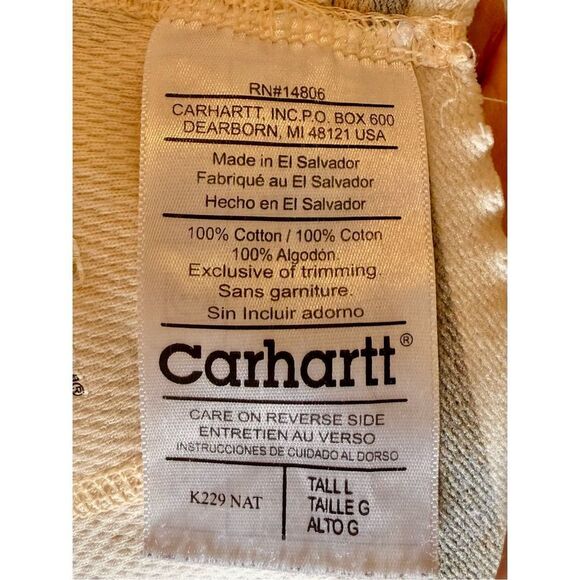 RN#14806
CARHARTT, INC.P.O. BOX 600
DEARBORN, MI 48121 USA
Made in El Salvador
Fabriqué au El Salvador
Hecho en El Salvador
100% Cotton / 100% Coton
100% Algodón.
Exclusive of trimming.
Sans garniture.
Sin Incluir adorno
carhartt®
CARE ON REVERSE SIDE
ENTRETIEN AU VERSO
INSTRUCCIONES DE CUIDADO AL DORSO
K229 NAT
TALL L
TAILLE G
ALTO G
®